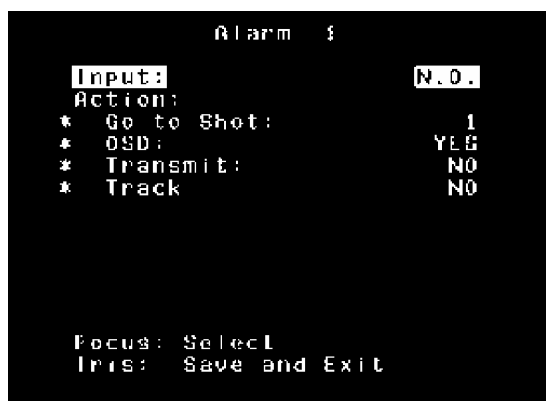 Alarm
Input: N.O.
Action:
* Go to Shot: 1
* OSD: YES
* Transmit: NO
* Track NO
Focus: Select
Iris: Save and Exit